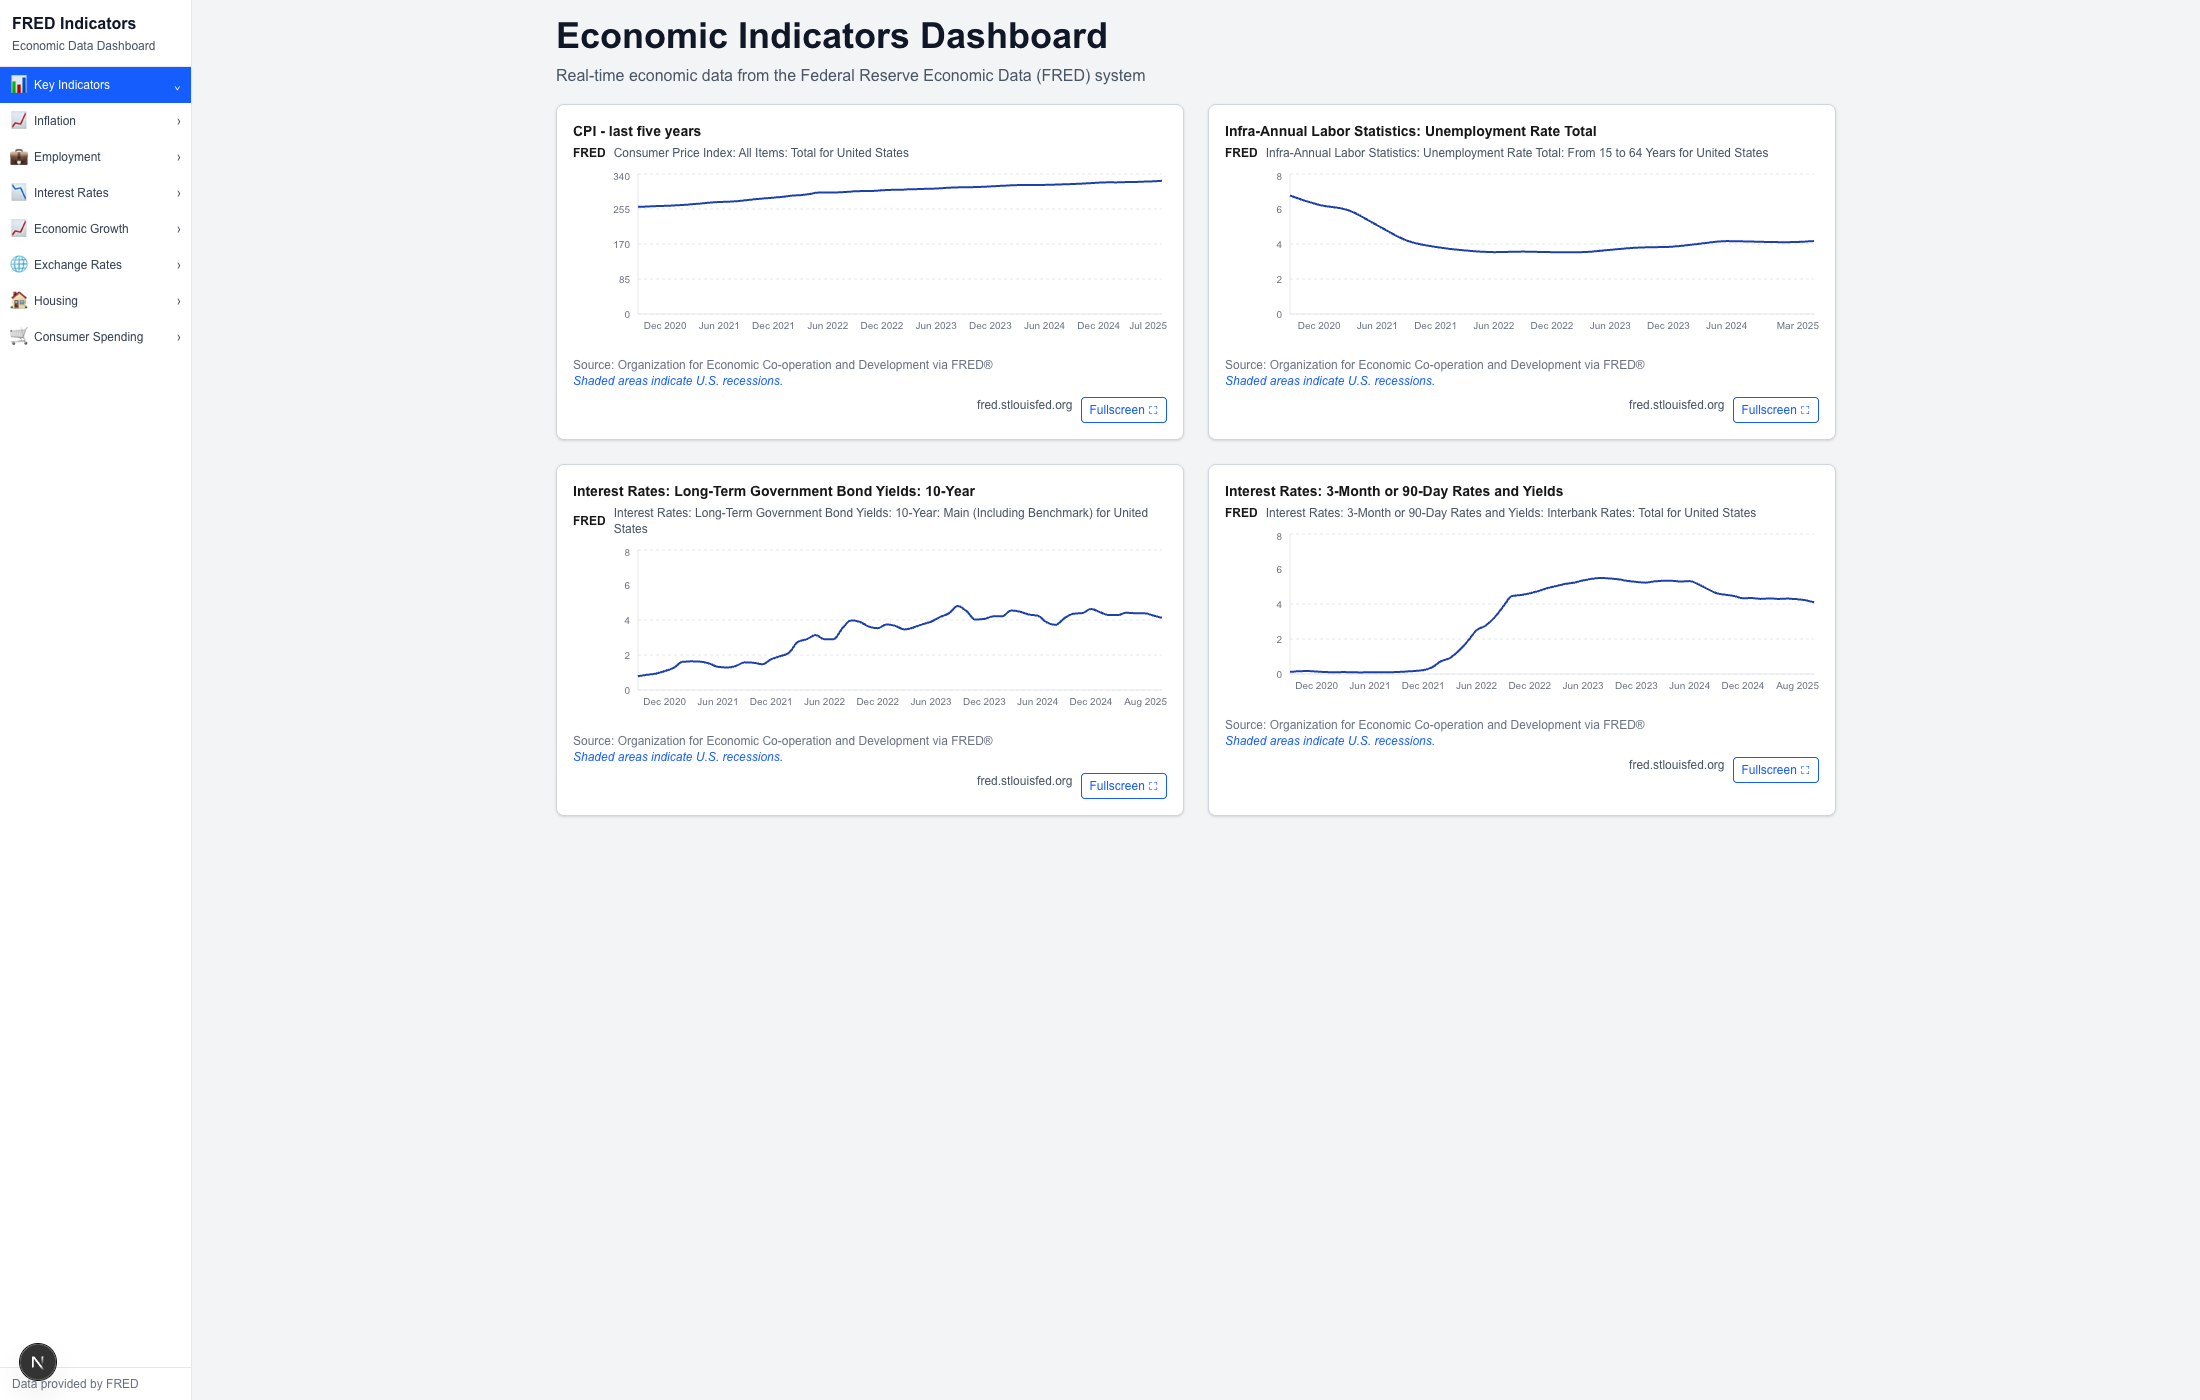 FRED Indicators
Economic Data Dashboard
Key Indicators
Inflation
Employment
Interest Rates
Economic Growth
Exchange Rates
Housing
Consumer Spending
N
Data provided by FRED
Economic Indicators Dashboard
Real-time economic data from the Federal Reserve Economic Data (FRED) system
CPI - last five years
FRED Consumer Price Index: All Items: Total for United States
340
255
170
85
0
Dec 2020 Jun 2021 Dec 2021 Jun 2022 Dec 2022 Jun 2023 Dec 2023 Jun 2024 Dec 2024 Jul 2025
Source: Organization for Economic Co-operation and Development via FRED®
Shaded areas indicate U.S. recessions.
fred.stlouisfed.org Fullscreen ⛶
Infra-Annual Labor Statistics: Unemployment Rate Total
FRED Infra-Annual Labor Statistics: Unemployment Rate Total: From 15 to 64 Years for United States
8
6
4
2
0
Dec 2020 Jun 2021 Dec 2021 Jun 2022 Dec 2022 Jun 2023 Dec 2023 Jun 2024 Mar 2025
Source: Organization for Economic Co-operation and Development via FRED®
Shaded areas indicate U.S. recessions.
fred.stlouisfed.org Fullscreen ⛶
Interest Rates: Long-Term Government Bond Yields: 10-Year
FRED Interest Rates: Long-Term Government Bond Yields: 10-Year: Main (Including Benchmark) for United
States
8
6
4
2
0
Dec 2020 Jun 2021 Dec 2021 Jun 2022 Dec 2022 Jun 2023 Dec 2023 Jun 2024 Dec 2024 Aug 2025
Source: Organization for Economic Co-operation and Development via FRED®
Shaded areas indicate U.S. recessions.
fred.stlouisfed.org Fullscreen ⛶
Interest Rates: 3-Month or 90-Day Rates and Yields
FRED Interest Rates: 3-Month or 90-Day Rates and Yields: Interbank Rates: Total for United States
8
6
4
2
0
Dec 2020 Jun 2021 Dec 2021 Jun 2022 Dec 2022 Jun 2023 Dec 2023 Jun 2024 Dec 2024 Aug 2025
Source: Organization for Economic Co-operation and Development via FRED®
Shaded areas indicate U.S. recessions.
fred.stlouisfed.org Fullscreen ⛶